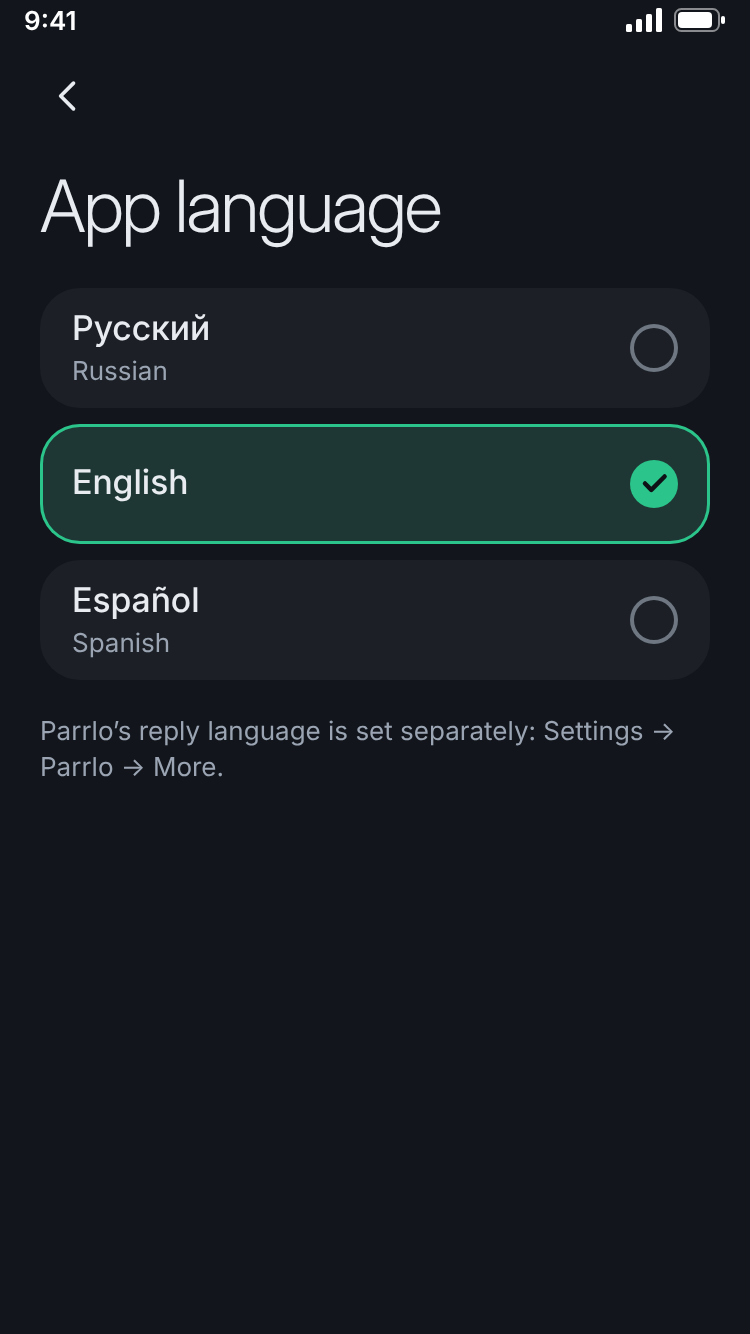 9:41
App language
Русский
Russian
English
Español
Spanish
Parrlo’s reply language is set separately: Settings →
Parrlo → More.